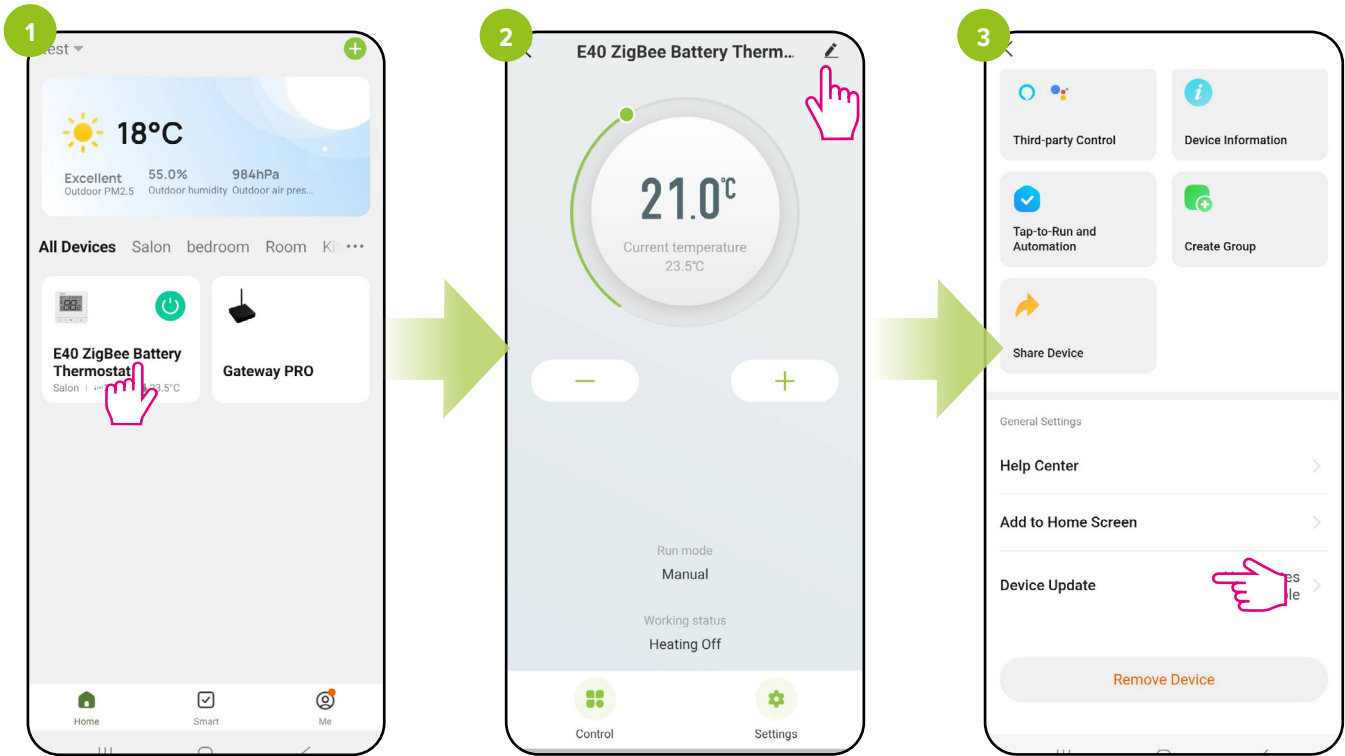 1
est
18°C
Excellent
Outdoor PM2.5
55.0%
Outdoor humidity
984hPa
Outdoor air pres...
All Devices Salon bedroom Room
E40 ZigBee Battery
Thermostat
Salon 23.5°C
Gateway PRO
Home
Smart
Me
2
E40 ZigBee Battery Therm...
21.0°C
Current temperature
23.5°C
Run mode
Manual
Working status
Heating Off
Control
Settings
3
Third-party Control
Device Information
Tap-to-Run and
Automation
Create Group
Share Device
General Settings
Help Center
Add to Home Screen
Device Update
Remove Device